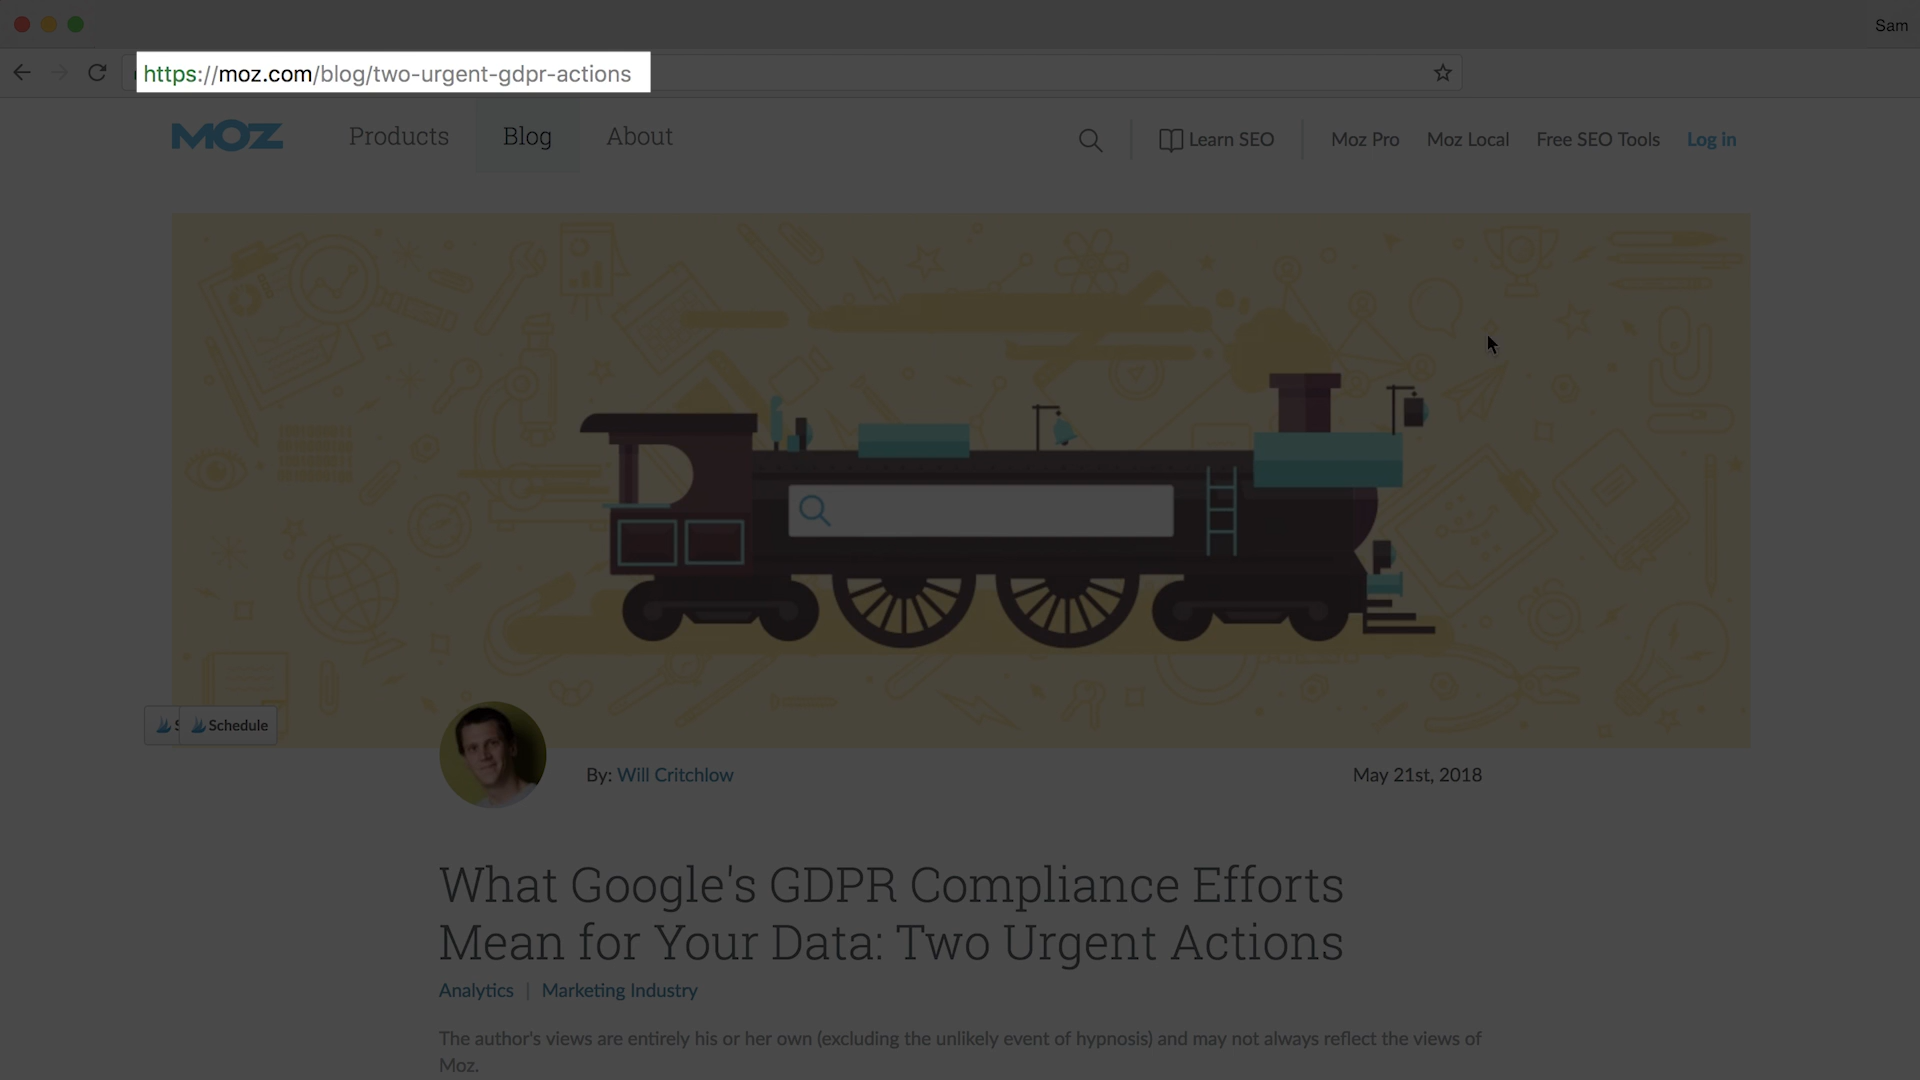 Sam
https://moz.com/blog/two-urgent-gdpr-actions
MOZ Products Blog About Learn SEO Moz Pro Moz Local Free SEO Tools Log in
S Schedule
By: Will Critchlow May 21st, 2018
What Google's GDPR Compliance Efforts
Mean for Your Data: Two Urgent Actions
Analytics | Marketing Industry
The author's views are entirely his or her own (excluding the unlikely event of hypnosis) and may not always reflect the views of
Moz.